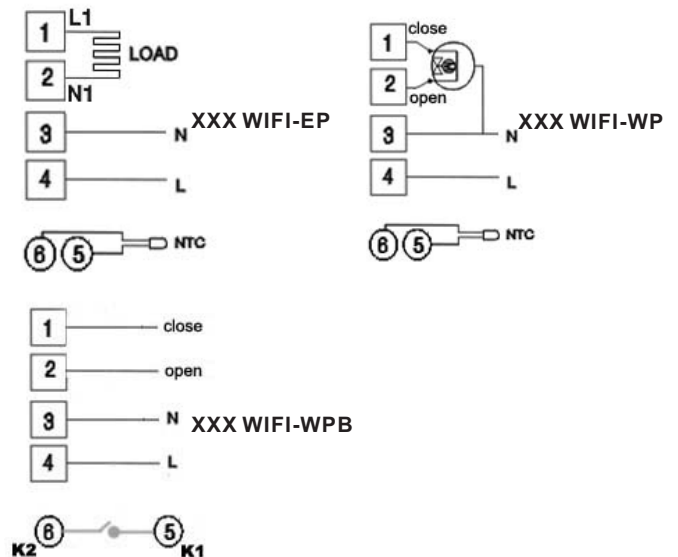 1 L1
LOAD
2 N1
3 N XXX WIFI-EP
4 L
6 5 NTC
1 close
2 open
3 N XXX WIFI-WP
4 L
6 5 NTC
1 close
2 open
3 N XXX WIFI-WPB
4 L
K2 6 5 K1